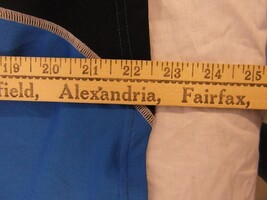 19 20 21 22 23 24 25
field, Alexandria, Fairfax,